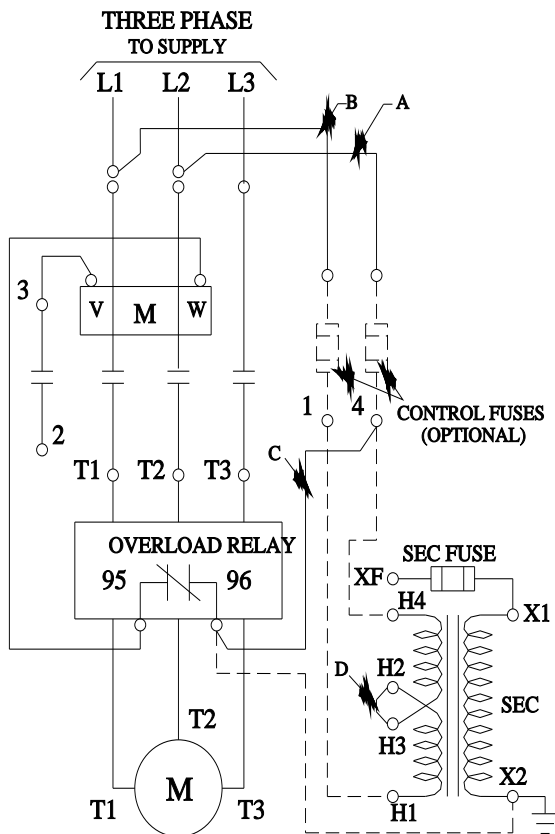 THREE PHASE
TO SUPPLY
L1 L2 L3
B A
3
V M W
2
1 4
CONTROL FUSES
(OPTIONAL)
C
T1 T2 T3
OVERLOAD RELAY
95 96
SEC FUSE
XF
H4 X1
D H2
SEC
H3
T2
X2
M
T1 T3
H1